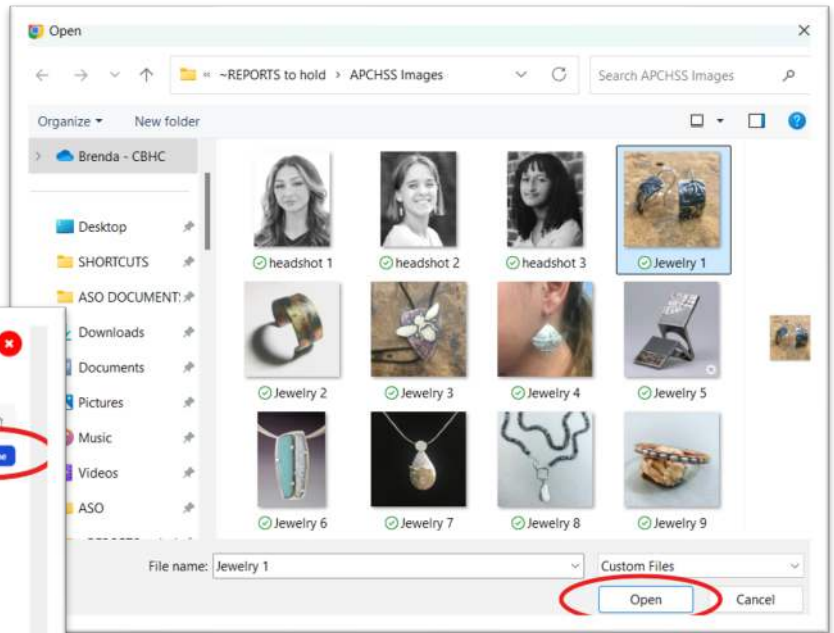 Open
~REPORTS to hold > APCHSS Images
Search APCHSS Images
Organize
New folder
Brenda - CBHC
Desktop
SHORTCUTS
ASO DOCUMENT:
Downloads
Documents
Pictures
Music
Videos
ASO
headshot 1
headshot 2
headshot 3
Jewelry 1
Jewelry 2
Jewelry 3
Jewelry 4
Jewelry 5
Jewelry 6
Jewelry 7
Jewelry 8
Jewelry 9
File name: Jewelry 1
Custom Files
Open
Cancel